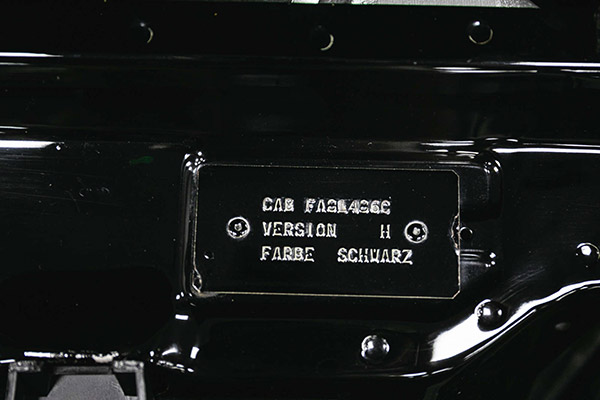 CAB
VERSION H
FARBE SCHWARZ